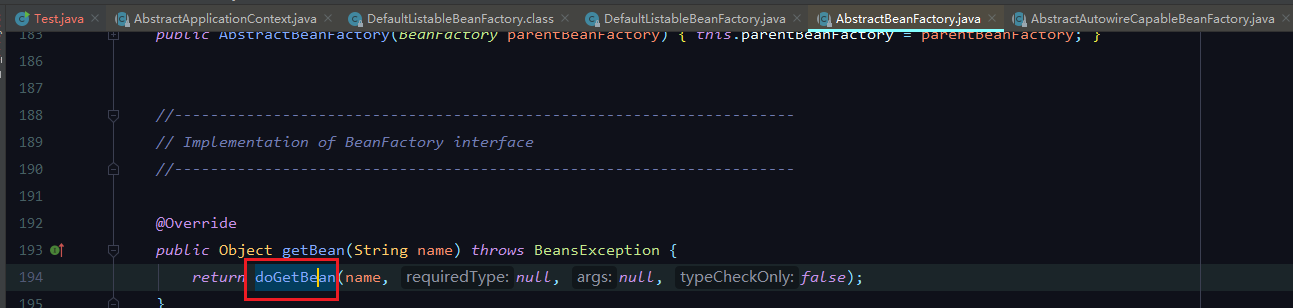 Test.java AbstractApplicationContext.java DefaultListableBeanFactory.class DefaultListableBeanFactory.java AbstractBeanFactory.java AbstractAutowireCapableBeanFactory.java
183 public AbstractBeanFactory(BeanFactory parentBeanFactory) { this.parentBeanFactory = parentBeanFactory; }
186
187
188 //---------------------------------------------------------------------
189 // Implementation of BeanFactory interface
190 //---------------------------------------------------------------------
191
192 @Override
193 public Object getBean(String name) throws BeansException {
194 return doGetBean(name, requiredType: null, args: null, typeCheckOnly: false);
195 }